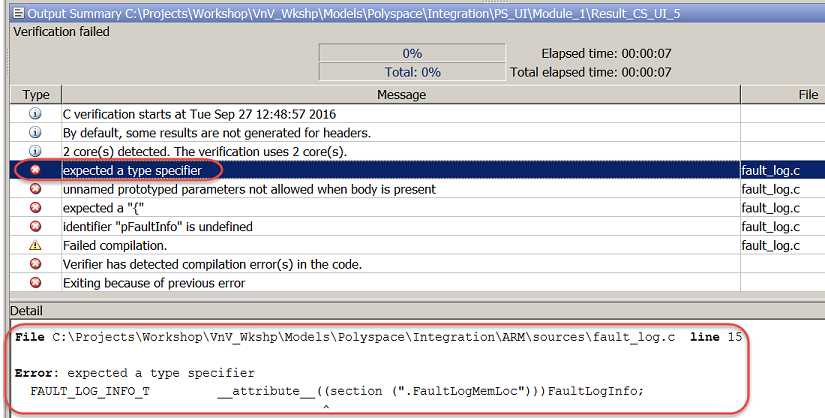 Output Summary C:\Projects\Workshop\VnV_Wkshp\Models\Polyspace\Integration\PS_UI\Module_1\Result_CS_UI_5
Verification failed
0% Elapsed time: 00:00:07
Total: 0% Total elapsed time: 00:00:07
Type Message File
C verification starts at Tue Sep 27 12:48:57 2016
By default, some results are not generated for headers.
2 core(s) detected. The verification uses 2 core(s).
expected a type specifier fault_log.c
unnamed prototyped parameters not allowed when body is present fault_log.c
expected a "{" fault_log.c
identifier "pFaultInfo" is undefined fault_log.c
Failed compilation. fault_log.c
Verifier has detected compilation error(s) in the code.
Exiting because of previous error
Detail
File C:\Projects\Workshop\VnV_Wkshp\Models\Polyspace\Integration\ARM\sources\fault_log.c line 15
Error: expected a type specifier
FAULT_LOG_INFO_T __attribute__((section (".FaultLogMemLoc")))FaultLogInfo;
^